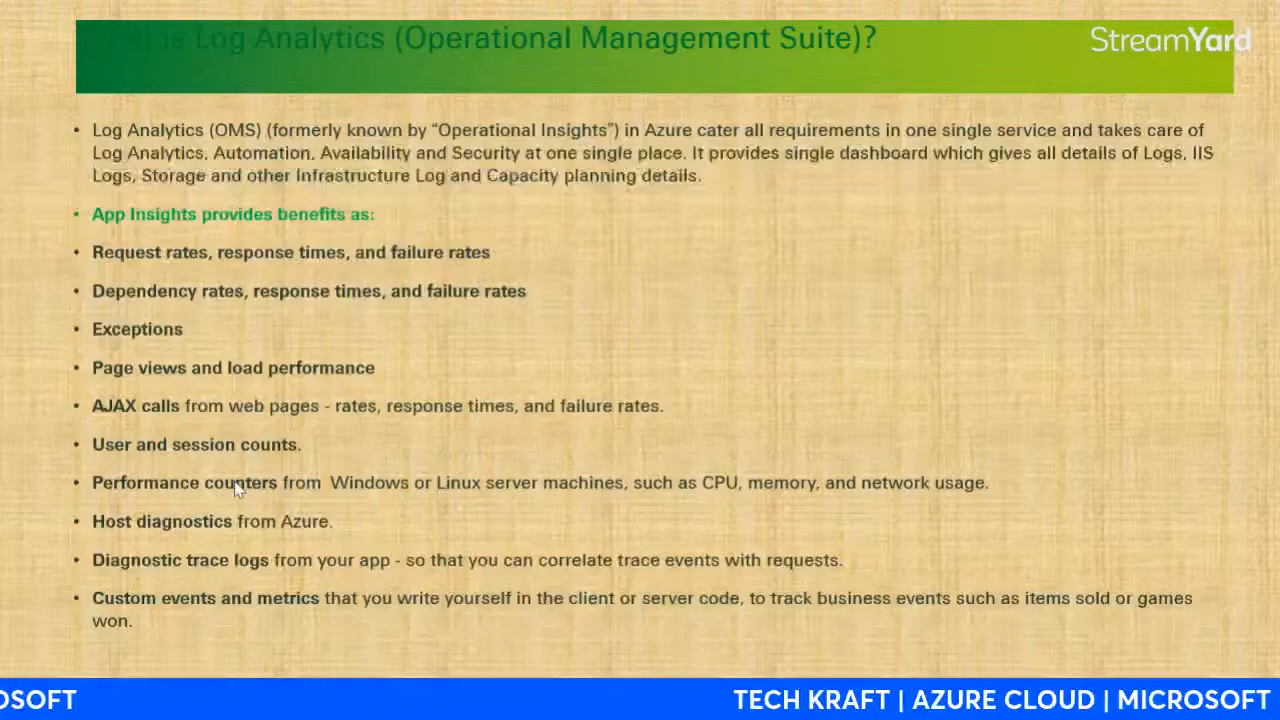 is Log Analytics (Operational Management Suite)?
StreamYard
• Log Analytics (OMS) (formerly known by “Operational Insights”) in Azure cater all requirements in one single service and takes care of
Log Analytics, Automation, Availability and Security at one single place. It provides single dashboard which gives all details of Logs, IIS
Logs, Storage and other Infrastructure Log and Capacity planning details.
• App Insights provides benefits as:
• Request rates, response times, and failure rates
• Dependency rates, response times, and failure rates
• Exceptions
• Page views and load performance
• AJAX calls from web pages - rates, response times, and failure rates.
• User and session counts.
• Performance counters from Windows or Linux server machines, such as CPU, memory, and network usage.
• Host diagnostics from Azure.
• Diagnostic trace logs from your app - so that you can correlate trace events with requests.
• Custom events and metrics that you write yourself in the client or server code, to track business events such as items sold or games
won.
OSOFT
TECH KRAFT | AZURE CLOUD | MICROSOFT